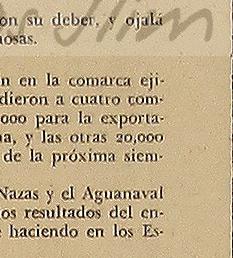 on su deber, y ojalá
osas.
n en la comarca eji-
dieron a cuatro com-
000 para la exporta-
a, y las otras 20,000
de la próxima siem-
Nazas y el Aguanaval
os resultados del en-
haciendo en los Es-